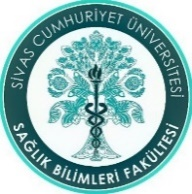 SİVAS CUMHURİYET ÜNİVERSİTESİ
SAĞLIK BİLİMLERİ FAKÜLTESİ